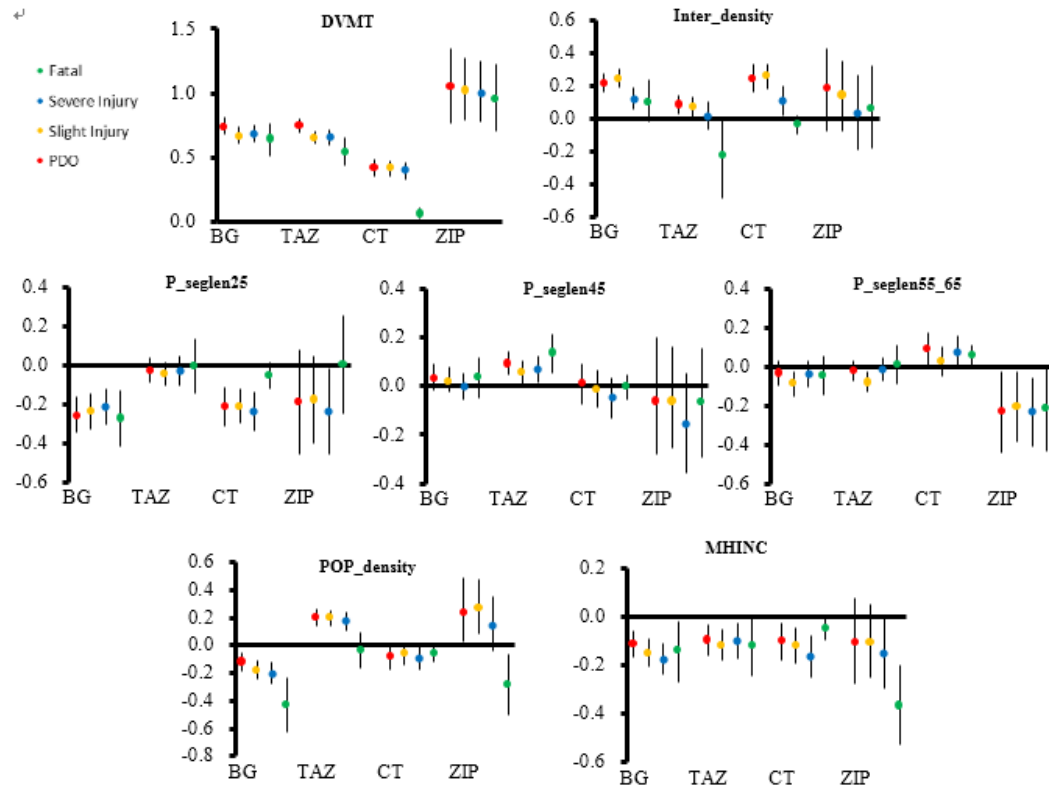 ↵
DVMT
Inter_density
Fatal
Severe Injury
Slight Injury
PDO
1.5
1.0
0.5
0.0
BG TAZ CT ZIP
0.6
0.4
0.2
0.0
-0.2
-0.4
-0.6
BG TAZ CT ZIP
P_seglen25
P_seglen45
P_seglen55_65
0.4
0.2
0.0
-0.2
-0.4
-0.6
BG TAZ CT ZIP
0.4
0.2
0.0
-0.2
-0.4
BG TAZ CT ZIP
0.4
0.2
0.0
-0.2
-0.4
-0.6
BG TAZ CT ZIP
POP_density
MHINC
0.6
0.4
0.2
0.0
-0.2
-0.4
-0.6
-0.8
BG TAZ CT ZIP
0.2
0.0
-0.2
-0.4
-0.6
BG TAZ CT ZIP